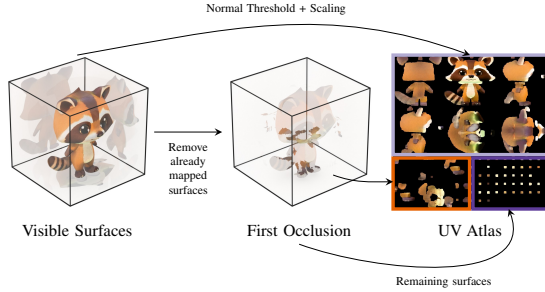 Normal Threshold + Scaling
Remove
already
mapped
surfaces
Visible Surfaces
First Occlusion
UV Atlas
Remaining surfaces